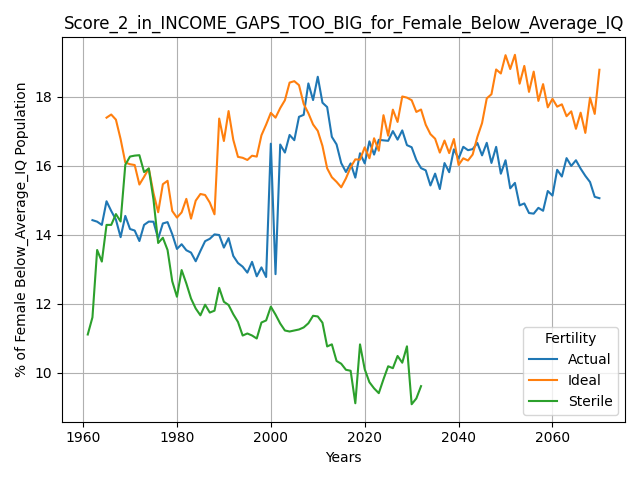 Score_2_in_INCOME_GAPS_TOO_BIG_for_Female_Below_Average_IQ
% of Female Below_Average_IQ Population
18
16
14
12
10
1960
1980
2000
2020
2040
2060
Years
Fertility
Actual
Ideal
Sterile